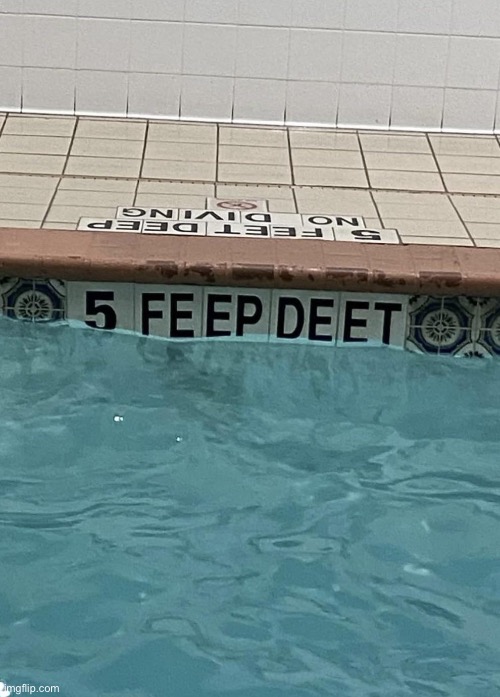 NO DIVING
5 FEET DEEP
5 FEEP DEET
imgflip.com